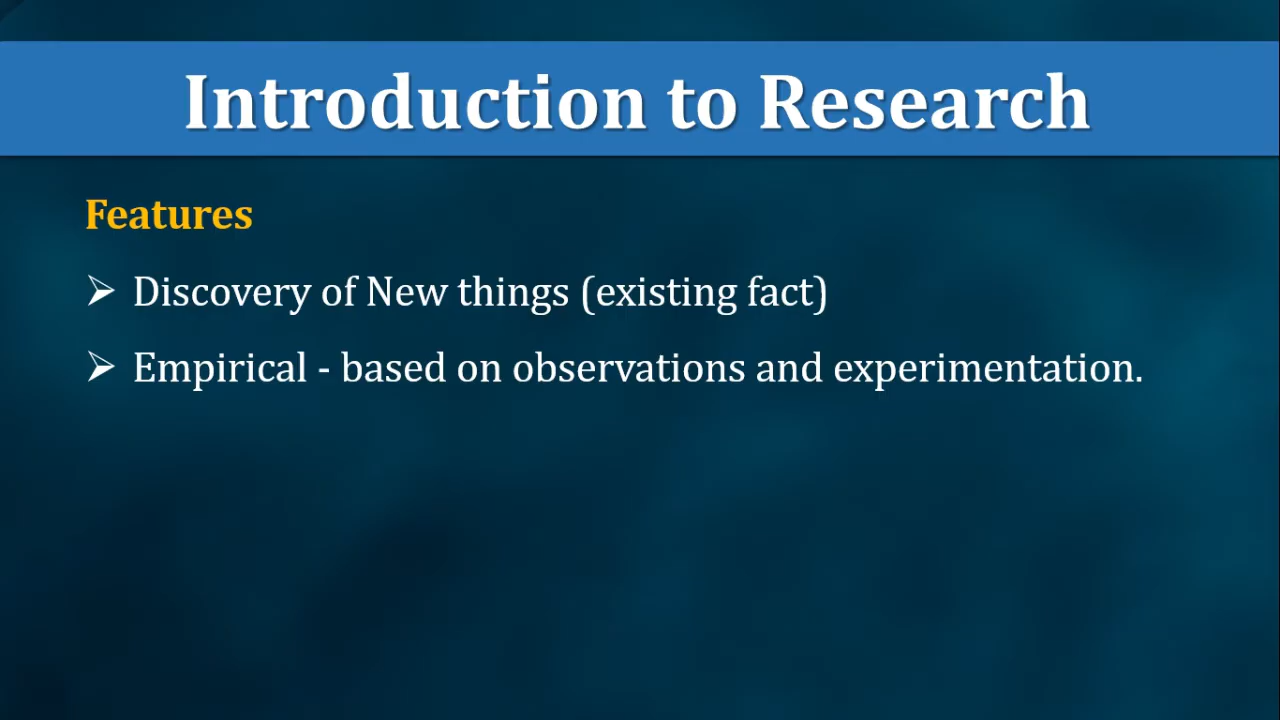 Introduction to Research
Features
➢ Discovery of New things (existing fact)
➢ Empirical - based on observations and experimentation.